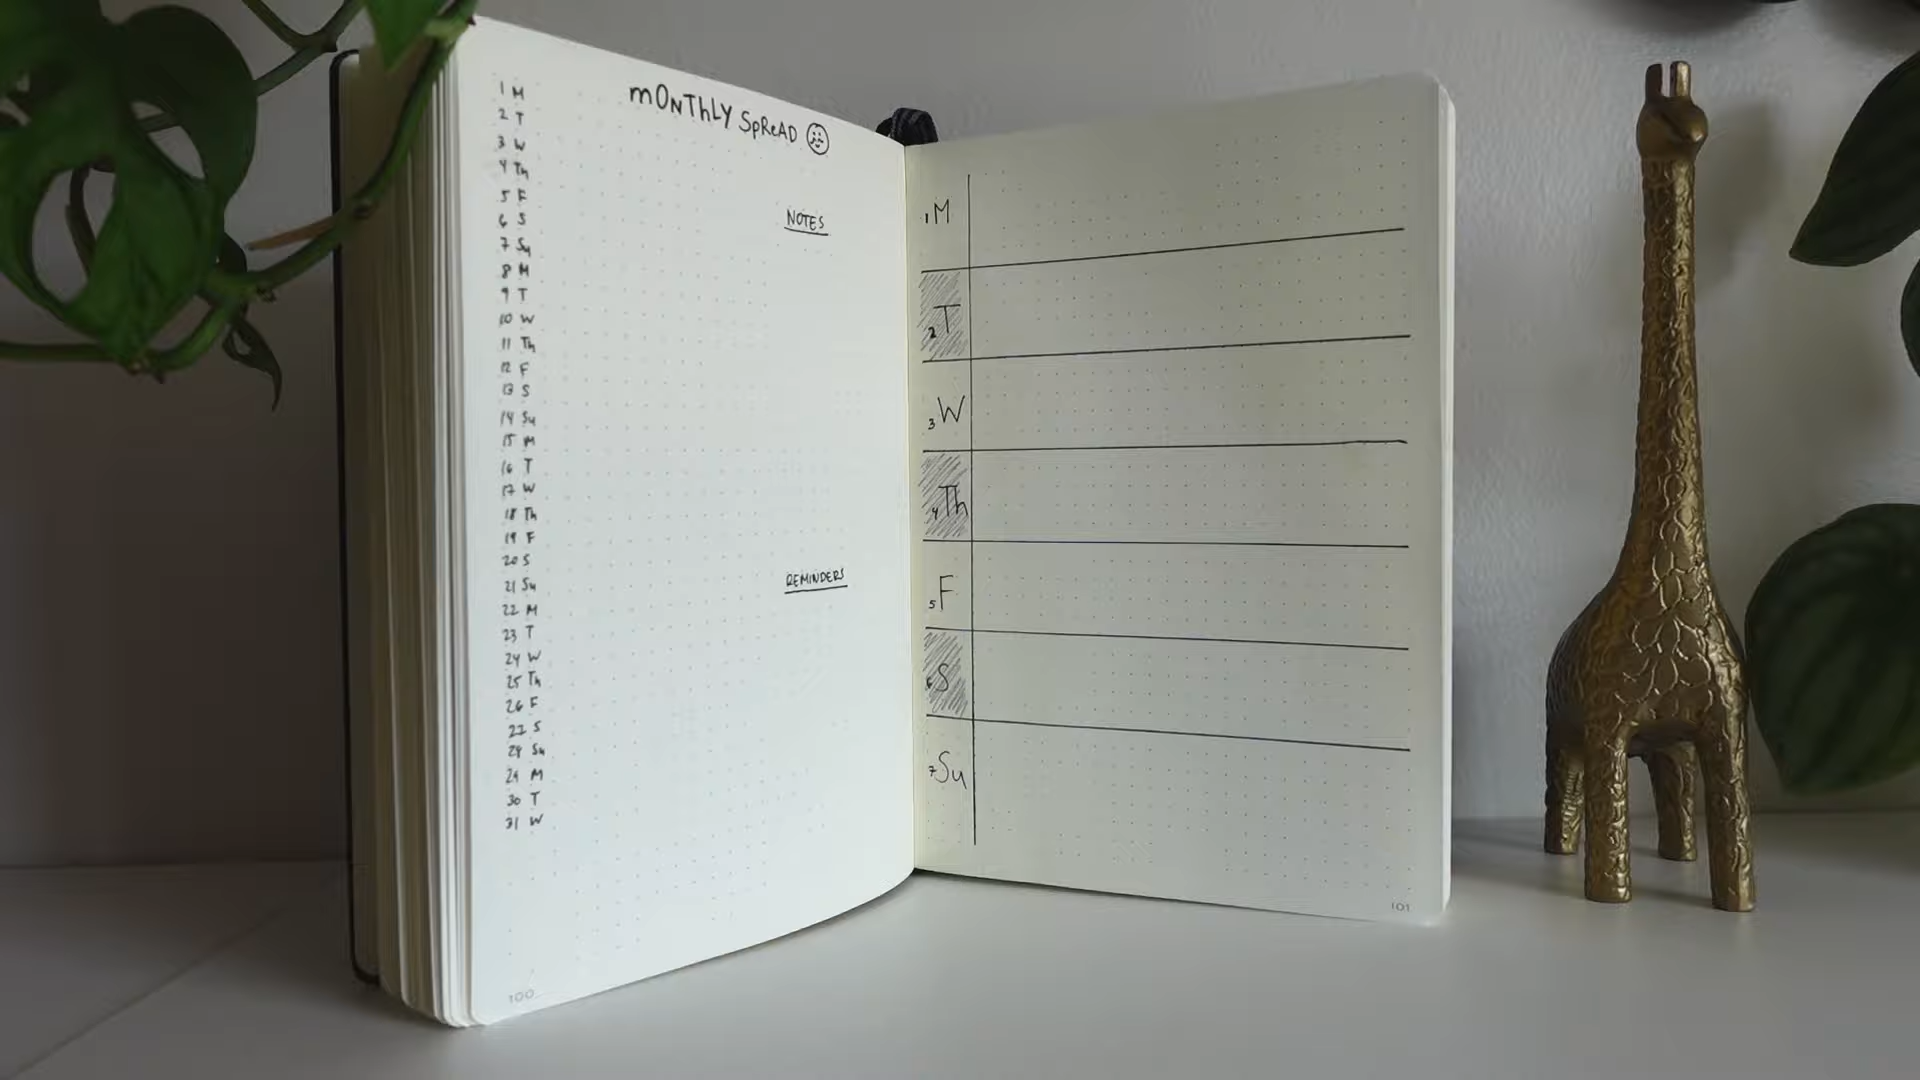 mONThLY SpReAD
1 M
2 T
3 W
4 Th
5 F
6 S
7 Su
8 M
9 T
10 W
11 Th
12 F
13 S
14 Su
15 M
16 T
17 W
18 Th
19 F
20 S
21 Su
22 M
23 T
24 W
25 Th
26 F
27 S
28 Su
29 M
30 T
31 W
NOTES
REMINDERS
100
1 M
2 T
3 W
4 Th
5 F
6 S
7 Su
101